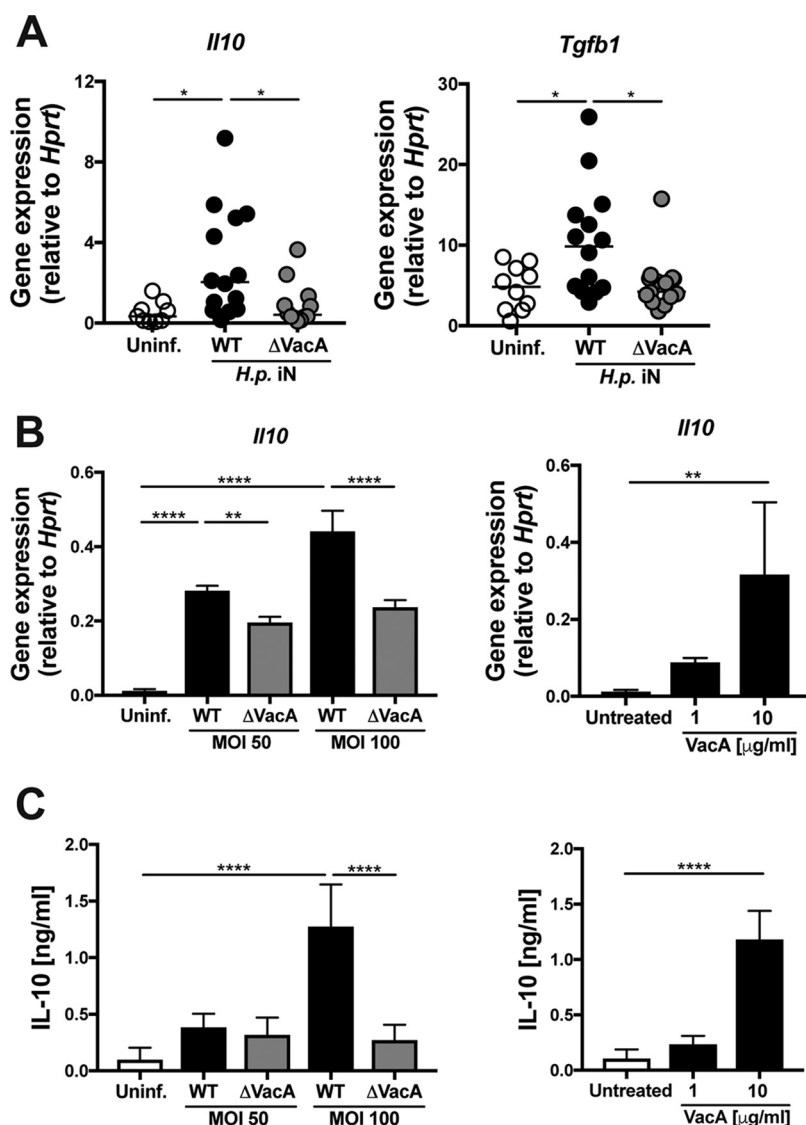 A
Il10
Gene expression
(relative to Hprt)
12
8
4
0
*
*
Uninf.
WT
ΔVacA
H.p. iN
Tgfb1
Gene expression
(relative to Hprt)
30
20
10
0
*
*
Uninf.
WT
ΔVacA
H.p. iN
B
Il10
Gene expression
(relative to Hprt)
0.6
0.4
0.2
0.0
****
****
****
**
Uninf.
WT
ΔVacA
WT
ΔVacA
MOI 50
MOI 100
Il10
Gene expression
(relative to Hprt)
0.6
0.4
0.2
0.0
**
Untreated
1
10
VacA [μg/ml]
C
IL-10 [ng/ml]
2.0
1.5
1.0
0.5
0.0
****
****
Uninf.
WT
ΔVacA
WT
ΔVacA
MOI 50
MOI 100
IL-10 [ng/ml]
2.0
1.5
1.0
0.5
0.0
****
Untreated
1
10
VacA [μg/ml]